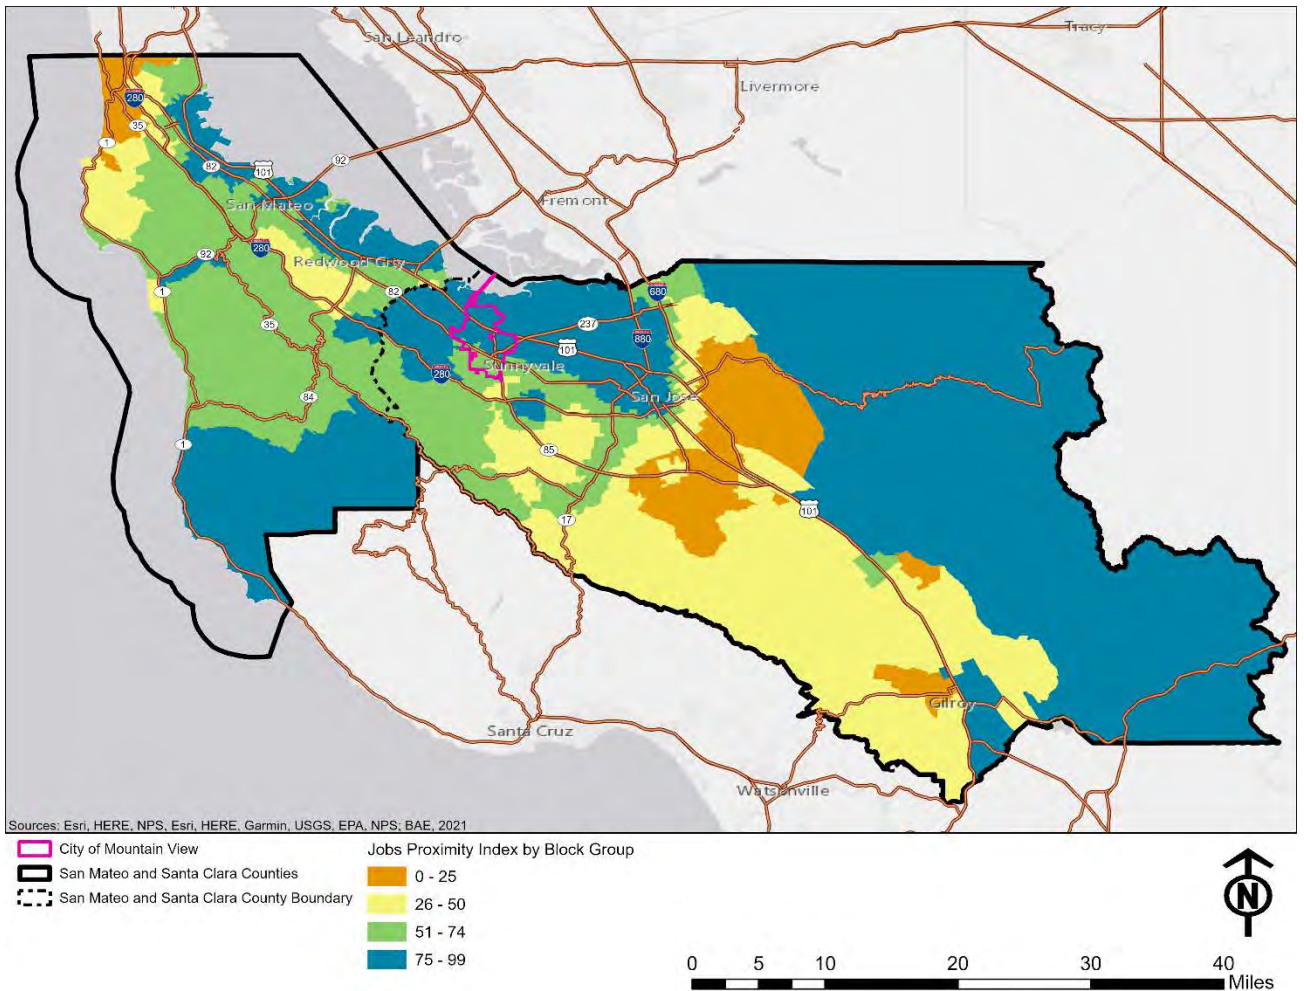 San Leandro
Tracy
Livermore
280
35
1
82
101
92
San Mateo
Fremont
92
280
Redwood City
1
82
680
35
237
101
880
Sunnyvale
280
84
San Jose
1
85
101
17
Gilroy
Santa Cruz
Watsonville
Sources: Esri, HERE, NPS, Esri, HERE, Garmin, USGS, EPA, NPS; BAE, 2021
City of Mountain View
San Mateo and Santa Clara Counties
San Mateo and Santa Clara County Boundary
Jobs Proximity Index by Block Group
0 - 25
26 - 50
51 - 74
75 - 99
N
0 5 10 20 30 40
Miles